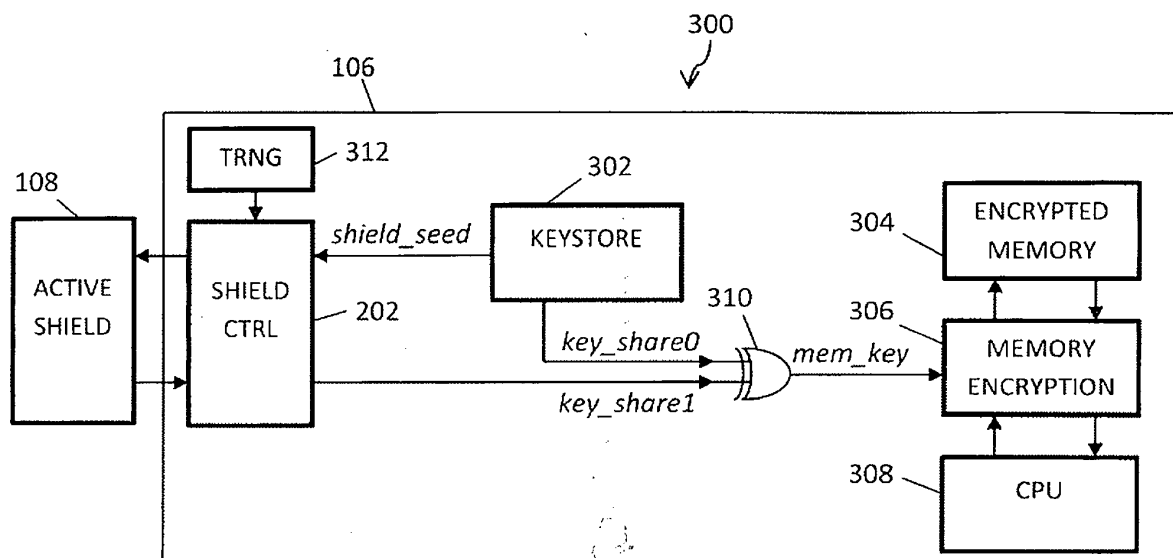 300
106
TRNG
312
108
302
ENCRYPTED
MEMORY
304
shield_seed
KEYSTORE
ACTIVE
SHIELD
SHIELD
CTRL
202
310
306
key_share0
mem_key
MEMORY
ENCRYPTION
key_share1
308
CPU